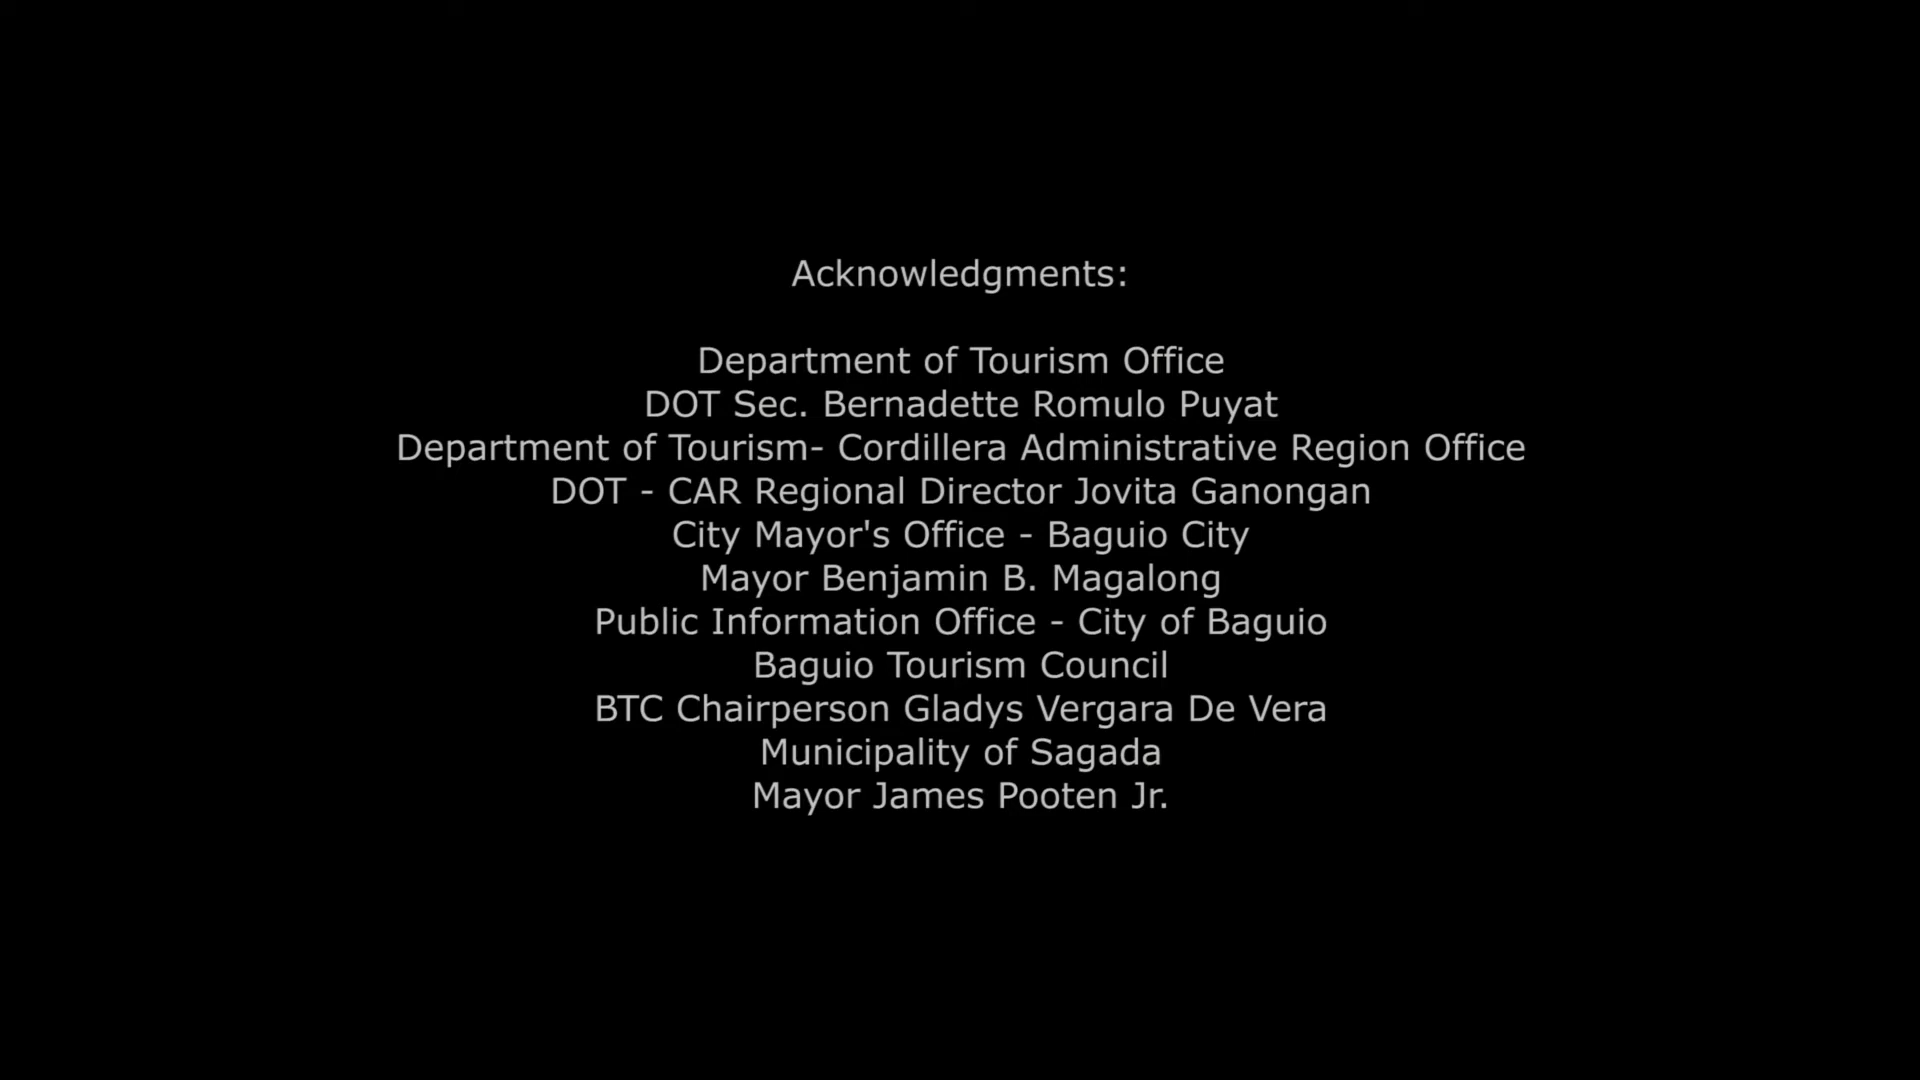 Acknowledgments:
Department of Tourism Office
DOT Sec. Bernadette Romulo Puyat
Department of Tourism- Cordillera Administrative Region Office
DOT - CAR Regional Director Jovita Ganongan
City Mayor's Office - Baguio City
Mayor Benjamin B. Magalong
Public Information Office - City of Baguio
Baguio Tourism Council
BTC Chairperson Gladys Vergara De Vera
Municipality of Sagada
Mayor James Pooten Jr.